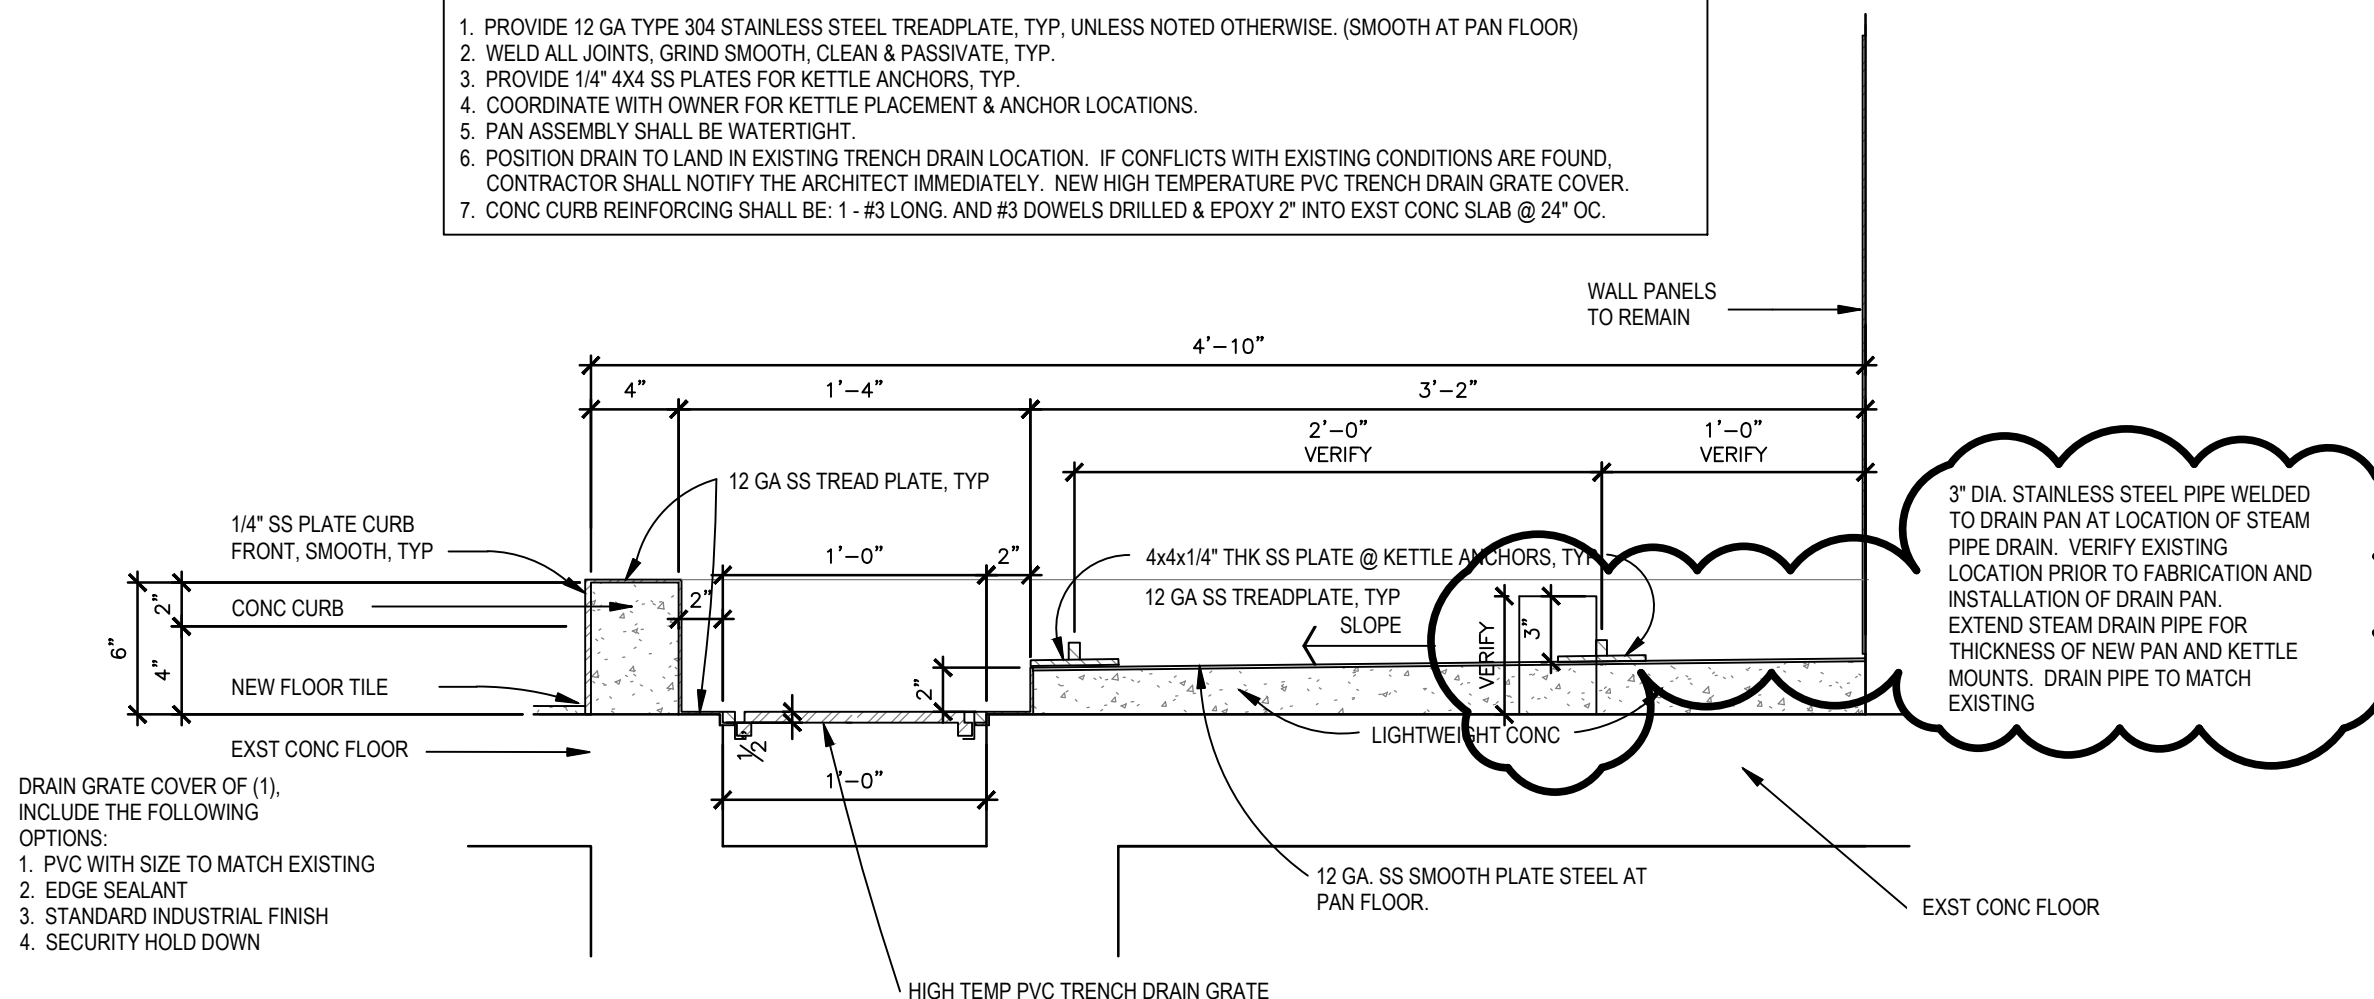 1. PROVIDE 12 GA TYPE 304 STAINLESS STEEL TREADPLATE, TYP, UNLESS NOTED OTHERWISE. (SMOOTH AT PAN FLOOR)
2. WELD ALL JOINTS, GRIND SMOOTH, CLEAN & PASSIVATE, TYP.
3. PROVIDE 1/4" 4X4 SS PLATES FOR KETTLE ANCHORS, TYP.
4. COORDINATE WITH OWNER FOR KETTLE PLACEMENT & ANCHOR LOCATIONS.
5. PAN ASSEMBLY SHALL BE WATERTIGHT.
6. POSITION DRAIN TO LAND IN EXISTING TRENCH DRAIN LOCATION. IF CONFLICTS WITH EXISTING CONDITIONS ARE FOUND,
CONTRACTOR SHALL NOTIFY THE ARCHITECT IMMEDIATELY. NEW HIGH TEMPERATURE PVC TRENCH DRAIN GRATE COVER.
7. CONC CURB REINFORCING SHALL BE: 1 - #3 LONG. AND #3 DOWELS DRILLED & EPOXY 2" INTO EXST CONC SLAB @ 24" OC.
WALL PANELS
TO REMAIN
4'-10"
4"
1'-4"
3'-2"
2'-0"
VERIFY
1'-0"
VERIFY
12 GA SS TREAD PLATE, TYP
1/4" SS PLATE CURB
FRONT, SMOOTH, TYP
1'-0"
2"
4x4x1/4" THK SS PLATE @ KETTLE ANCHORS, TYP
12 GA SS TREADPLATE, TYP
SLOPE
CONC CURB
2"
6"
2"
4"
NEW FLOOR TILE
2"
VERIFY
3"
LIGHTWEIGHT CONC
EXST CONC FLOOR
1/2"
1'-0"
3" DIA. STAINLESS STEEL PIPE WELDED
TO DRAIN PAN AT LOCATION OF STEAM
PIPE DRAIN. VERIFY EXISTING
LOCATION PRIOR TO FABRICATION AND
INSTALLATION OF DRAIN PAN.
EXTEND STEAM DRAIN PIPE FOR
THICKNESS OF NEW PAN AND KETTLE
MOUNTS. DRAIN PIPE TO MATCH
EXISTING
DRAIN GRATE COVER OF (1),
INCLUDE THE FOLLOWING
OPTIONS:
1. PVC WITH SIZE TO MATCH EXISTING
2. EDGE SEALANT
3. STANDARD INDUSTRIAL FINISH
4. SECURITY HOLD DOWN
12 GA. SS SMOOTH PLATE STEEL AT
PAN FLOOR.
EXST CONC FLOOR
HIGH TEMP PVC TRENCH DRAIN GRATE